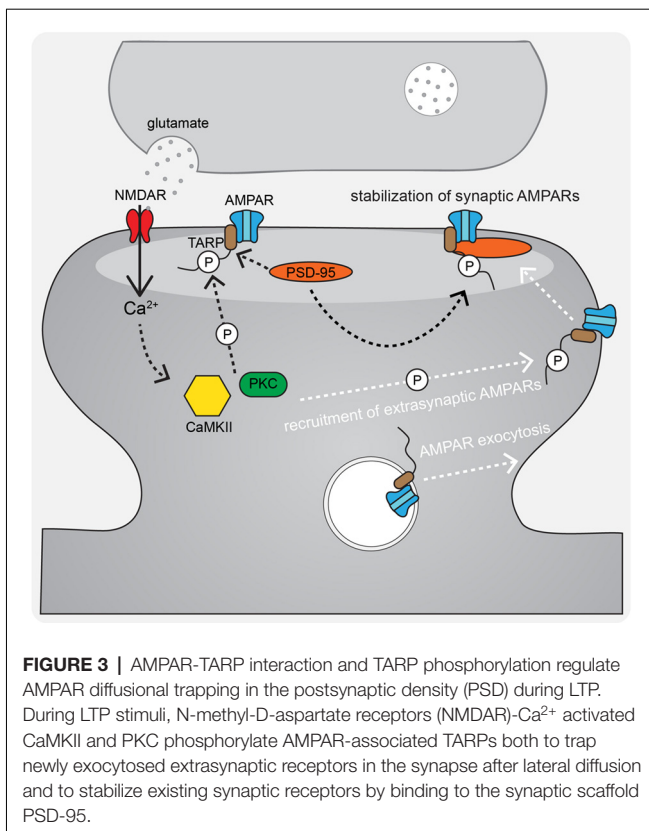 glutamate
NMDAR
AMPAR
stabilization of synaptic AMPARs
TARP
P
PSD-95
P
Ca2+
P
P
PKC
P
CaMKII
recruitment of extrasynaptic AMPARs
AMPAR exocytosis
FIGURE 3 | AMPAR-TARP interaction and TARP phosphorylation regulate
AMPAR diffusional trapping in the postsynaptic density (PSD) during LTP.
During LTP stimuli, N-methyl-D-aspartate receptors (NMDAR)-Ca2+ activated
CaMKII and PKC phosphorylate AMPAR-associated TARPs both to trap
newly exocytosed extrasynaptic receptors in the synapse after lateral diffusion
and to stabilize existing synaptic receptors by binding to the synaptic scaffold
PSD-95.